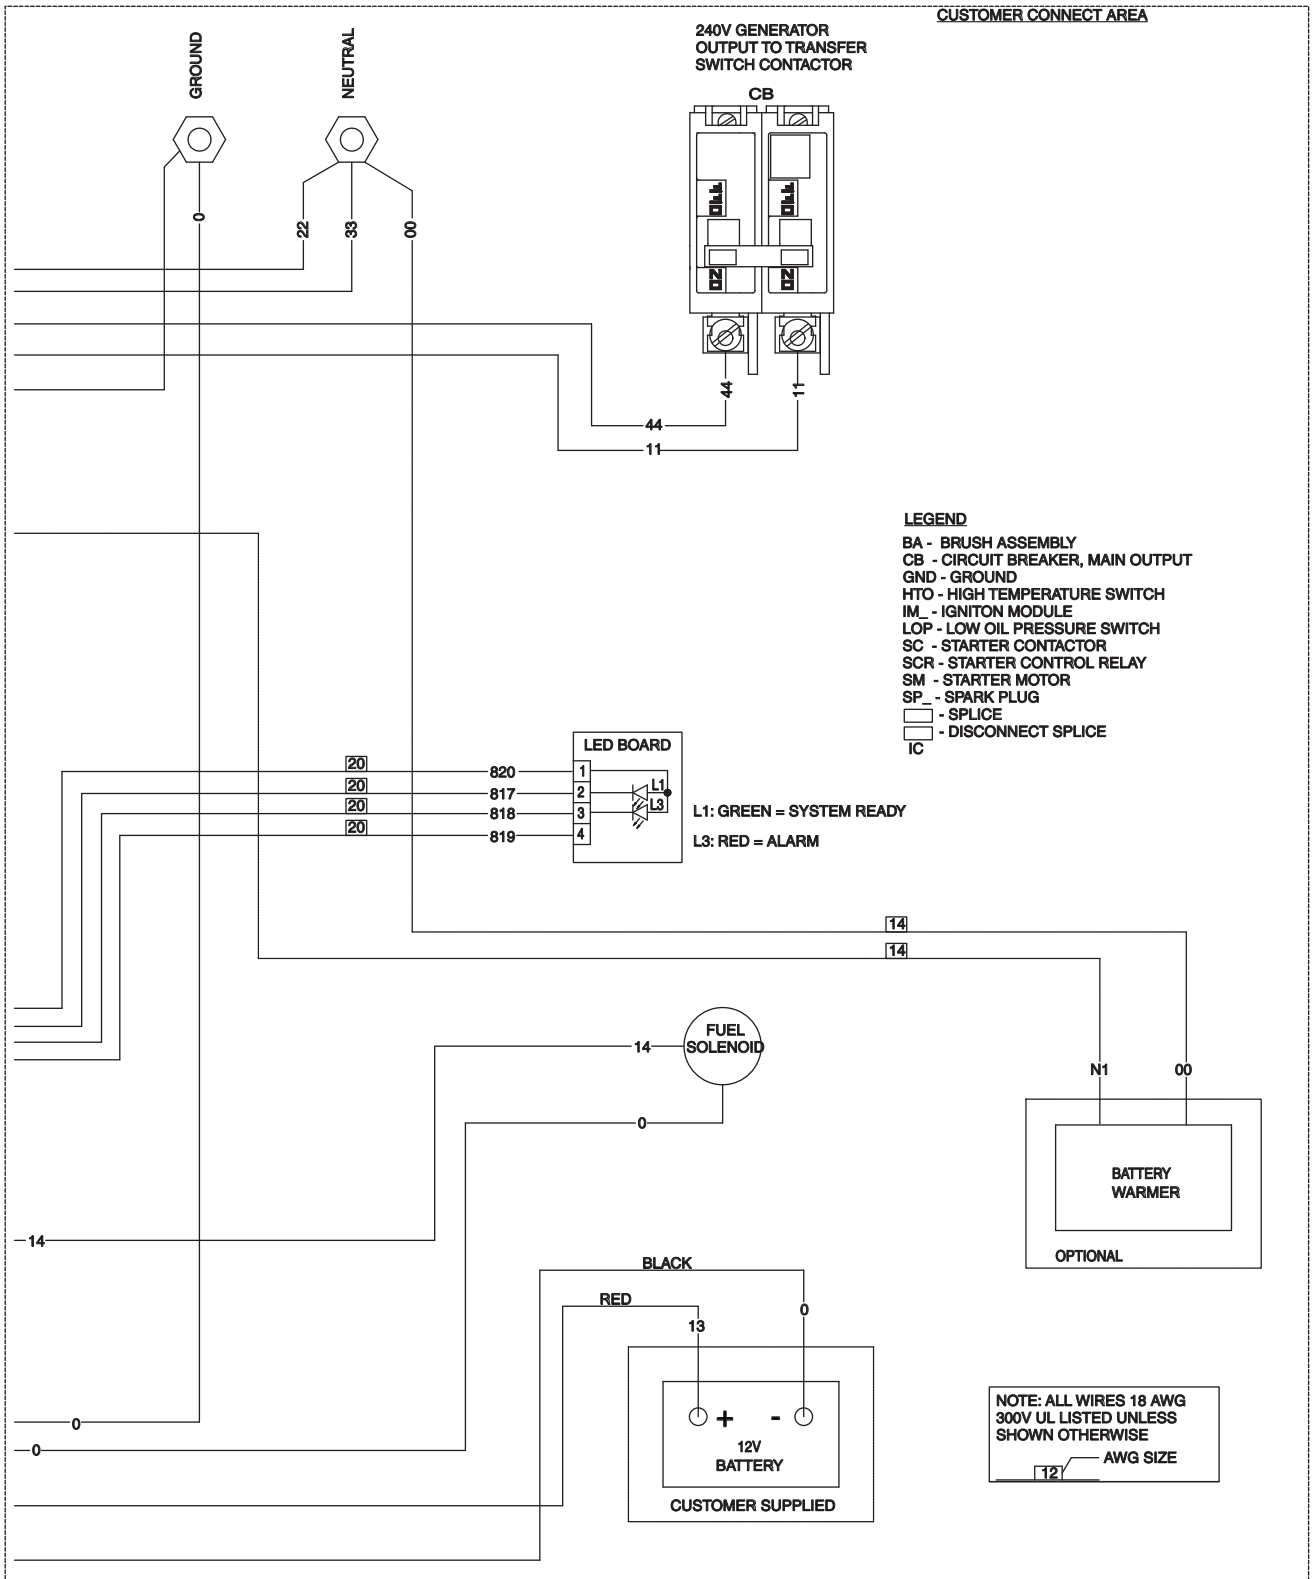 CUSTOMER CONNECT AREA
240V GENERATOR
OUTPUT TO TRANSFER
SWITCH CONTACTOR
CB
GROUND
NEUTRAL
OFF
OFF
ON
ON
0
22
33
00
44
11
44
11
LEGEND
BA - BRUSH ASSEMBLY
CB - CIRCUIT BREAKER, MAIN OUTPUT
GND - GROUND
HTO - HIGH TEMPERATURE SWITCH
IM_ - IGNITON MODULE
LOP - LOW OIL PRESSURE SWITCH
SC - STARTER CONTACTOR
SCR - STARTER CONTROL RELAY
SM - STARTER MOTOR
SP_ - SPARK PLUG
- SPLICE
- DISCONNECT SPLICE
IC
LED BOARD
20 820 1
20 817 2 L1
20 818 3 L3
20 819 4
L1: GREEN = SYSTEM READY
L3: RED = ALARM
14
14
FUEL
SOLENOID
14
0
N1 00
BATTERY
WARMER
OPTIONAL
14
BLACK
RED
0
13
+ -
12V
BATTERY
CUSTOMER SUPPLIED
0
0
NOTE: ALL WIRES 18 AWG
300V UL LISTED UNLESS
SHOWN OTHERWISE
AWG SIZE
12